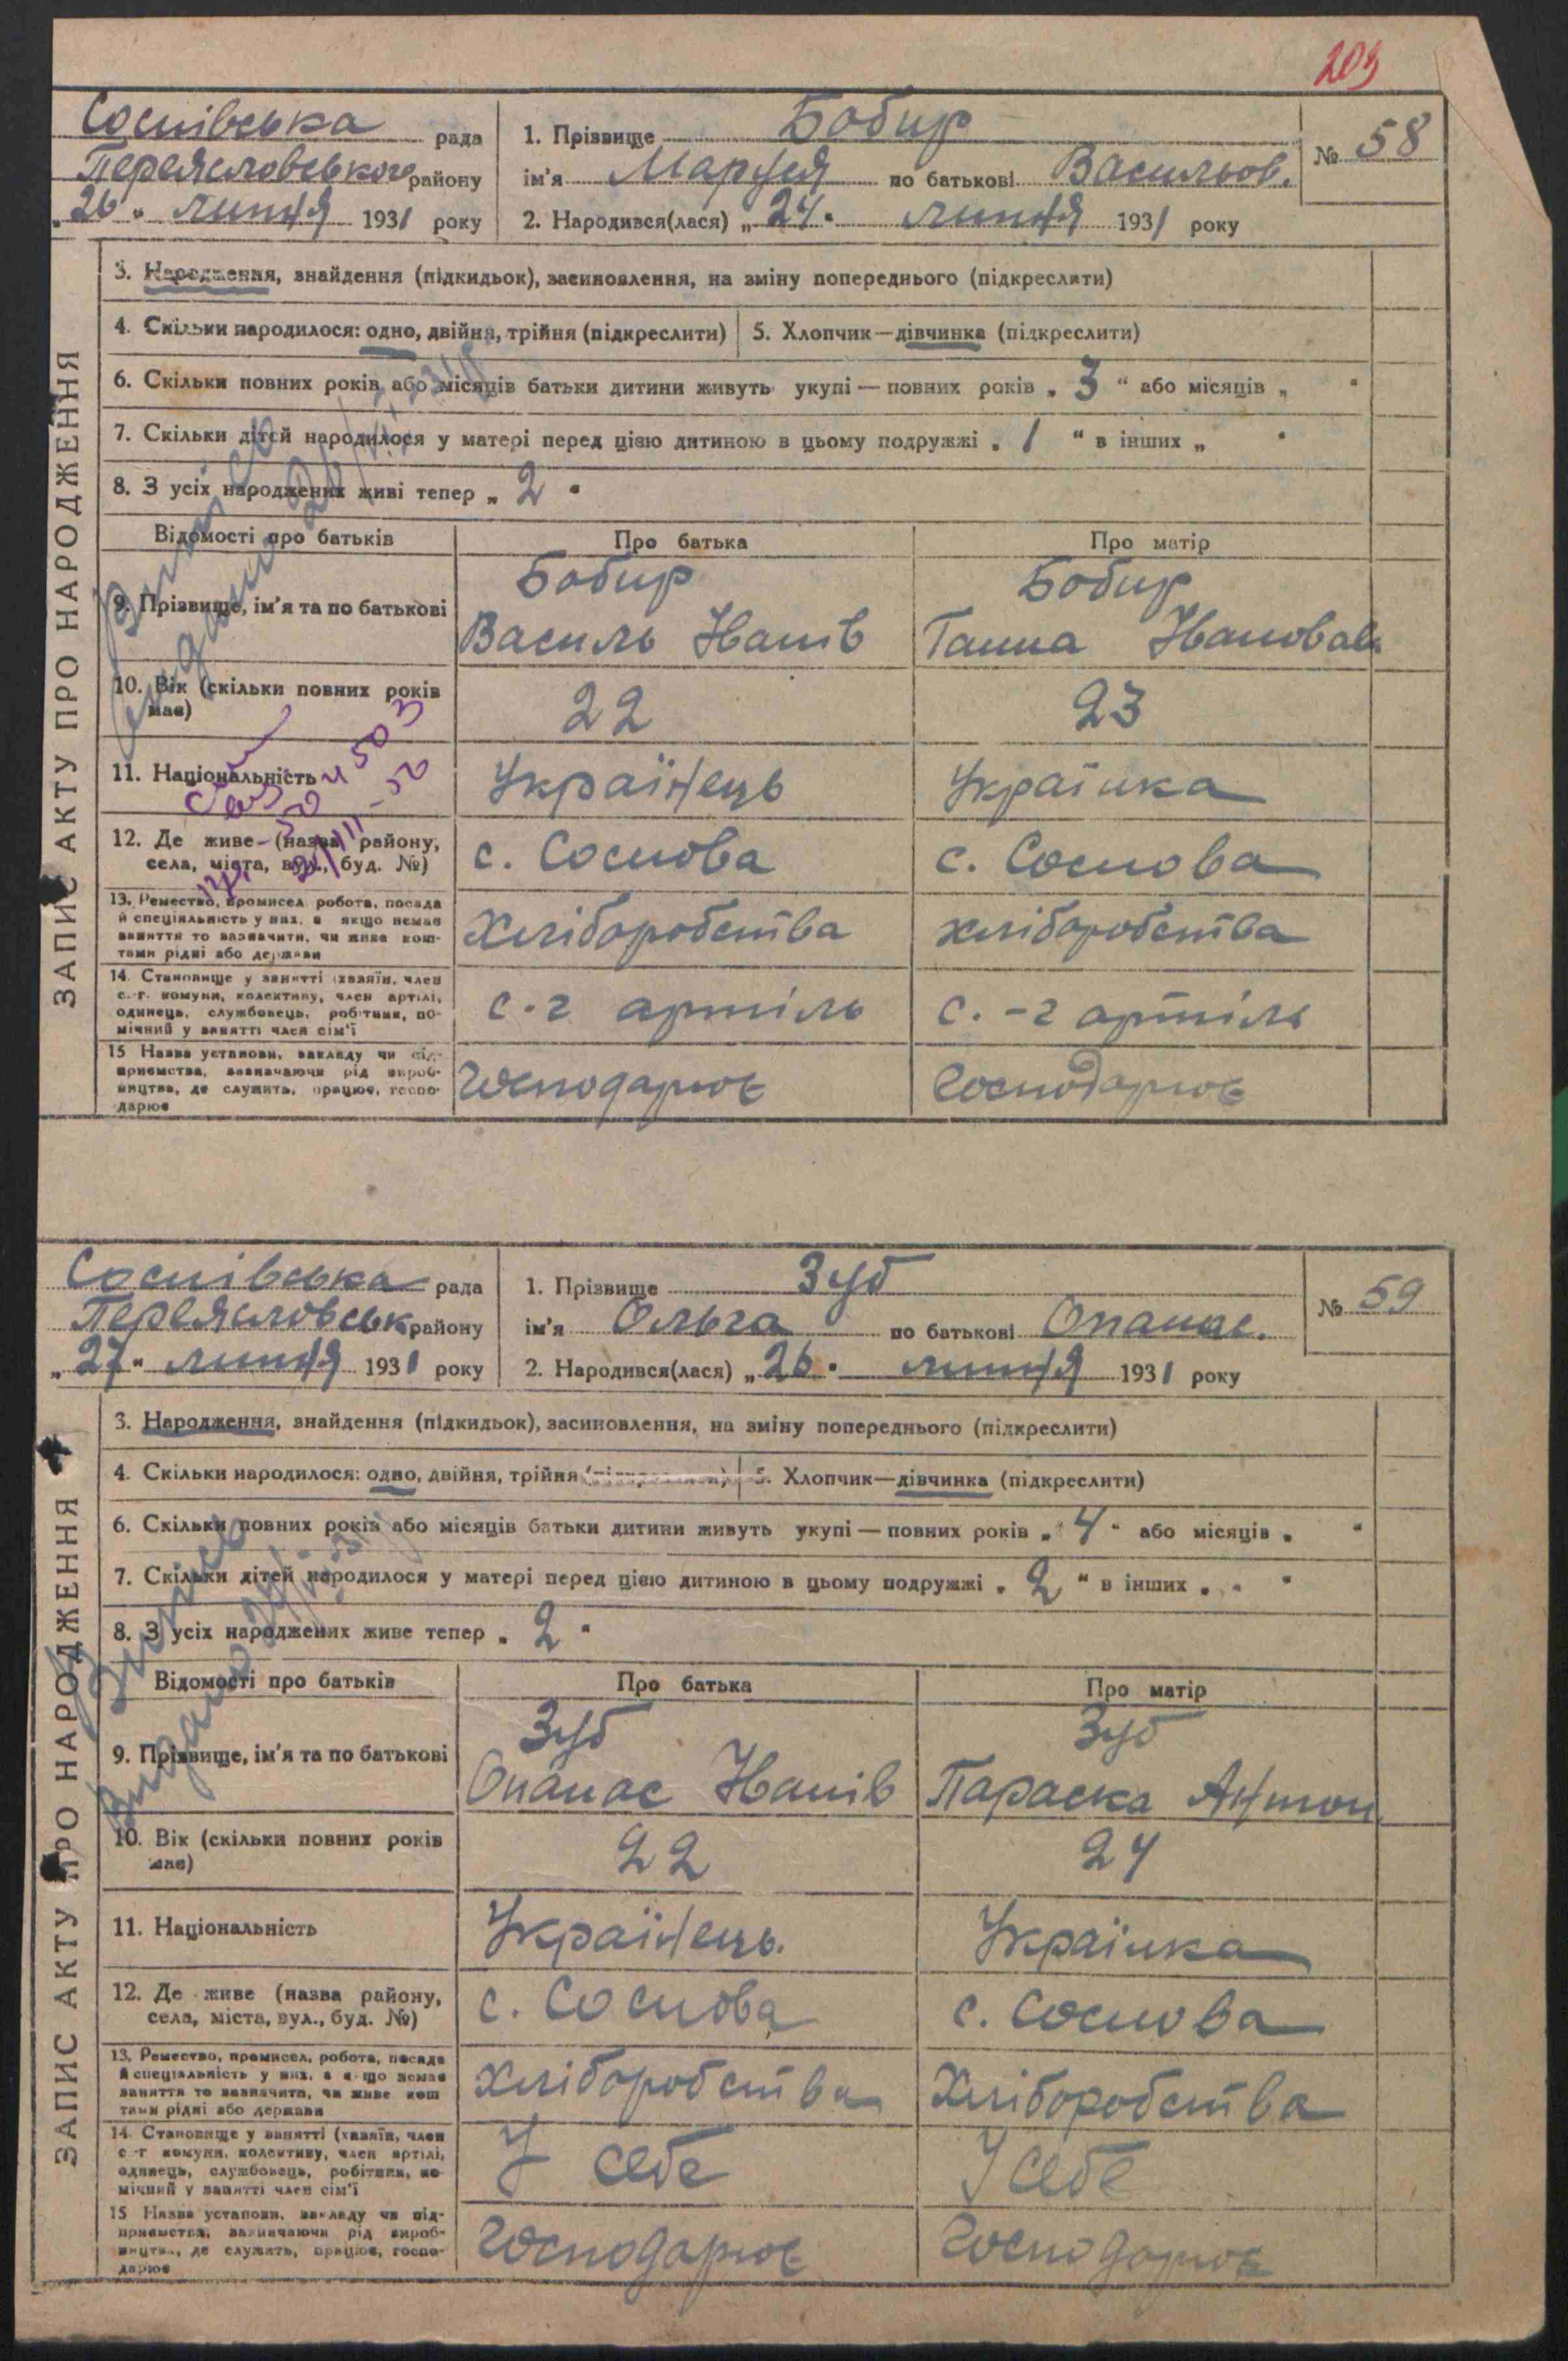 203
Соснівська рада
Переясловського району
„26“ липня 1931 року
1. Прізвище Бобир
ім'я Маруся по батькові Васильов.
2. Народився(лася) „24“ липня 1931 року
№ 58
ЗАПИС АКТУ ПРО НАРОДЖЕННЯ
3. Народження, знайдення (підкидьок), засиновлення, на зміну попереднього (підкреслити)
4. Скільки народилося: одно, двійня, трійня (підкреслити) 5. Хлопчик—дівчинка (підкреслити)
6. Скільки повних років або місяців батьки дитини живуть укупі — повних років „3“ або місяців „ “
7. Скільки дітей народилося у матері перед цією дитиною в цьому подружжі „1“ в інших „ “
8. З усіх народжених живі тепер „2“
Відомості про батьків Про батька Про матір
9. Прізвище, ім'я та по батькові
Бобир Василь Іванів
Бобир Ганна Івановав.
10. Вік (скільки повних років має) 22 23
11. Національність Українець Українка
12. Де живе (назва району, села, міста, вул., буд. №) с. Соснова с. Соснова
13. Ремество, промисел, робота, посада й спеціальність у них, а якщо немає заняття то зазначити, чи живе коштами рідні або держави
хліборобства хліборобства
14. Становище у занятті (хазяїн, член с.-г. комуни, колективу, член артілі, одинець, службовець, робітник, помічний у занятті член сім'ї
с-г артіль с.-г артіль
15 Назва установи, закладу чи підприємства, зазначаючи рід виробництва, де служить, працює, господарює
Господарює Господарює
Соснівська рада
Переясловськ району
„27“ липня 1931 року
1. Прізвище Зуб
ім'я Ольга по батькові Опанас.
2. Народився(лася) „26“ липня 1931 року
№ 59
ЗАПИС АКТУ ПРО НАРОДЖЕННЯ
3. Народження, знайдення (підкидьок), засиновлення, на зміну попереднього (підкреслити)
4. Скільки народилося: одно, двійня, трійня 5. Хлопчик—дівчинка (підкреслити)
6. Скільки повних років або місяців батьки дитини живуть укупі — повних років „4“ або місяців „ “
7. Скільки дітей народилося у матері перед цією дитиною в цьому подружжі „2“ в інших „ “
8. З усіх народжених живе тепер „2“
Відомості про батьків Про батька Про матір
9. Прізвище, ім'я та по батькові
Зуб Опанас Іванів
Зуб Параска Антон
10. Вік (скільки повних років має) 22 24
11. Національність Українець. Українка
12. Де живе (назва району, села, міста, вул., буд. №) с. Соснова с. Соснова
13. Ремество, промисел, робота, посада й спеціальність у них, а якщо немає заняття то зазначити, чи живе коштами рідні або держави
хліборобства Хліборобства
14. Становище у занятті (хазяїн, член с-г комуни, колективу, член артілі, одинець, службовець, робітник, помічний у занятті член сім'ї
У себе У себе
15 Назва установи, закладу чи підприємства, зазначаючи рід виробництва, де служить, працює, господарює
Господарює Господарює